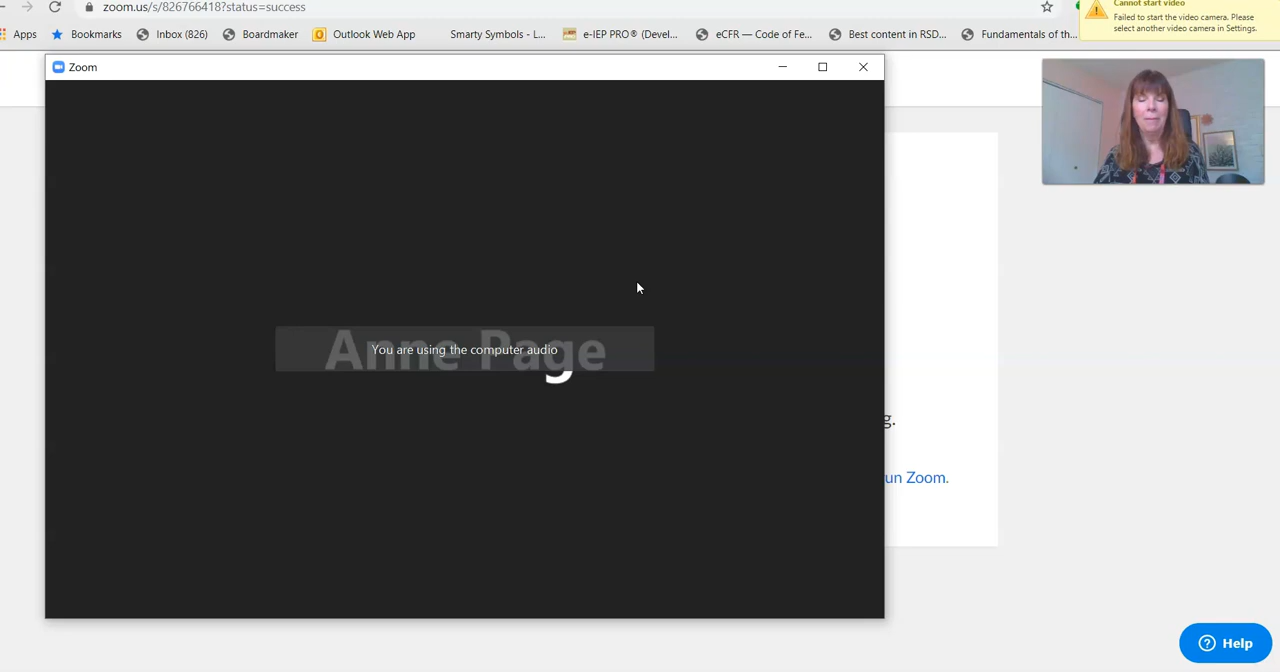 zoom.us/s/826766418?status=success
Cannot start video
Failed to start the video camera. Please
select another video camera in Settings.
Apps
Bookmarks
Inbox (826)
Boardmaker
Outlook Web App
Smarty Symbols - L...
e-IEP PRO® (Devel...
eCFR — Code of Fe...
Best content in RSD...
Fundamentals of th...
Zoom
Anne Page
You are using the computer audio
g.
un Zoom.
Help